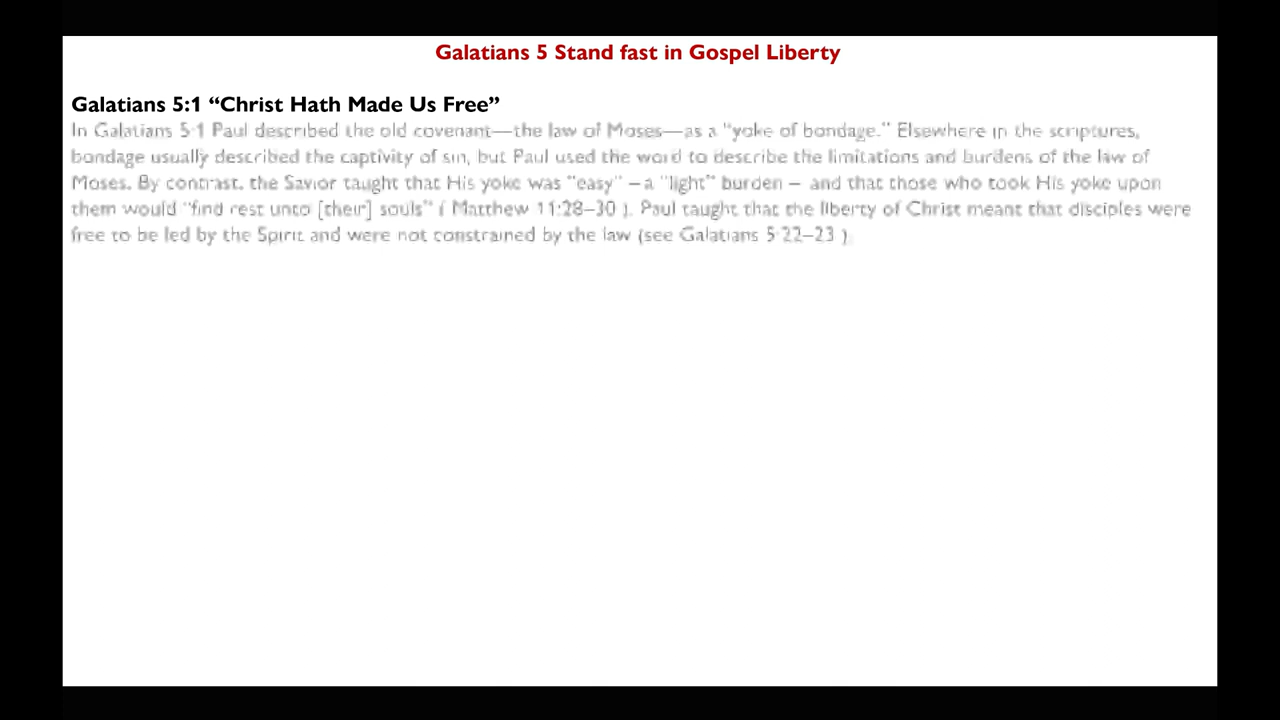 Galatians 5 Stand fast in Gospel Liberty
Galatians 5:1 “Christ Hath Made Us Free”
In Galatians 5:1 Paul described the old covenant—the law of Moses—as a “yoke of bondage.” Elsewhere in the scriptures,
bondage usually described the captivity of sin, but Paul used the word to describe the limitations and burdens of the law of
Moses. By contrast, the Savior taught that His yoke was “easy” – a “light” burden – and that those who took His yoke upon
them would “find rest unto [their] souls” ( Matthew 11:28–30 ). Paul taught that the liberty of Christ meant that disciples were
free to be led by the Spirit and were not constrained by the law (see Galatians 5:22–23 ).